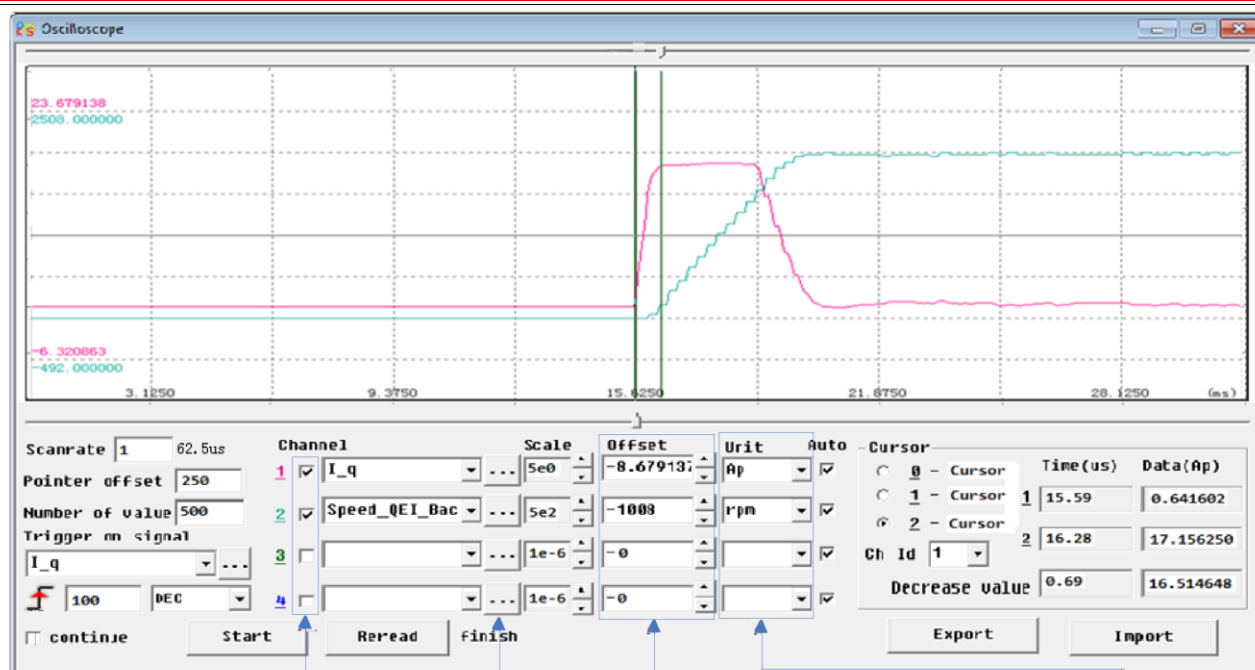 Oscilloscope
23.679138
2508.000000
-6.320863
-492.000000
3.1250 9.3750 15.6250 21.8750 28.1250 (ms)
Scanrate 1 62.5us Channel Scale Offset Unit Auto Cursor
1 I_q ... 5e0 -8.679137 Ap 0 - Cursor Time(us) Data(Ap)
Pointer offset 250
1 - Cursor 1 15.59 0.641602
Number of value 500 2 Speed_QEI_Bac ... 5e2 -1008 rpm
2 - Cursor 2 16.28 17.156250
Trigger on signal
I_q ... 3 ... 1e-6 -0 Ch Id 1
Decrease value 0.69 16.514648
100 DEC 4 ... 1e-6 -0
continue Start Reread finish Export Import